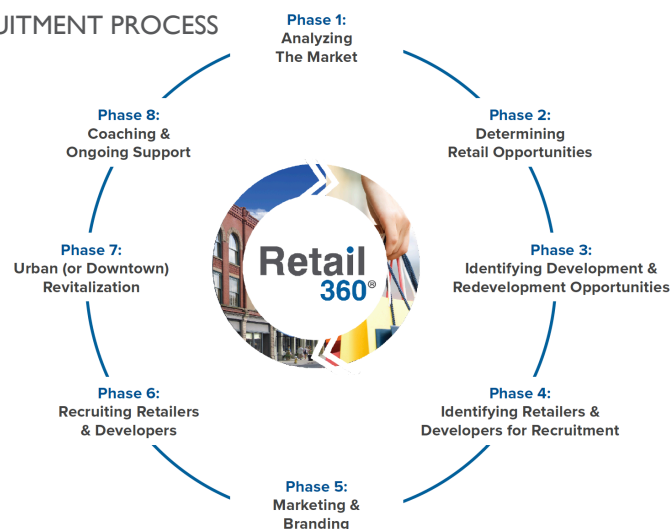 UITMENT PROCESS
Phase 1:
Analyzing
The Market
Phase 2:
Determining
Retail Opportunities
Phase 3:
Identifying Development &
Redevelopment Opportunities
Phase 4:
Identifying Retailers &
Developers for Recruitment
Phase 5:
Marketing &
Branding
Phase 6:
Recruiting Retailers
& Developers
Phase 7:
Urban (or Downtown)
Revitalization
Phase 8:
Coaching &
Ongoing Support
Retail
360®